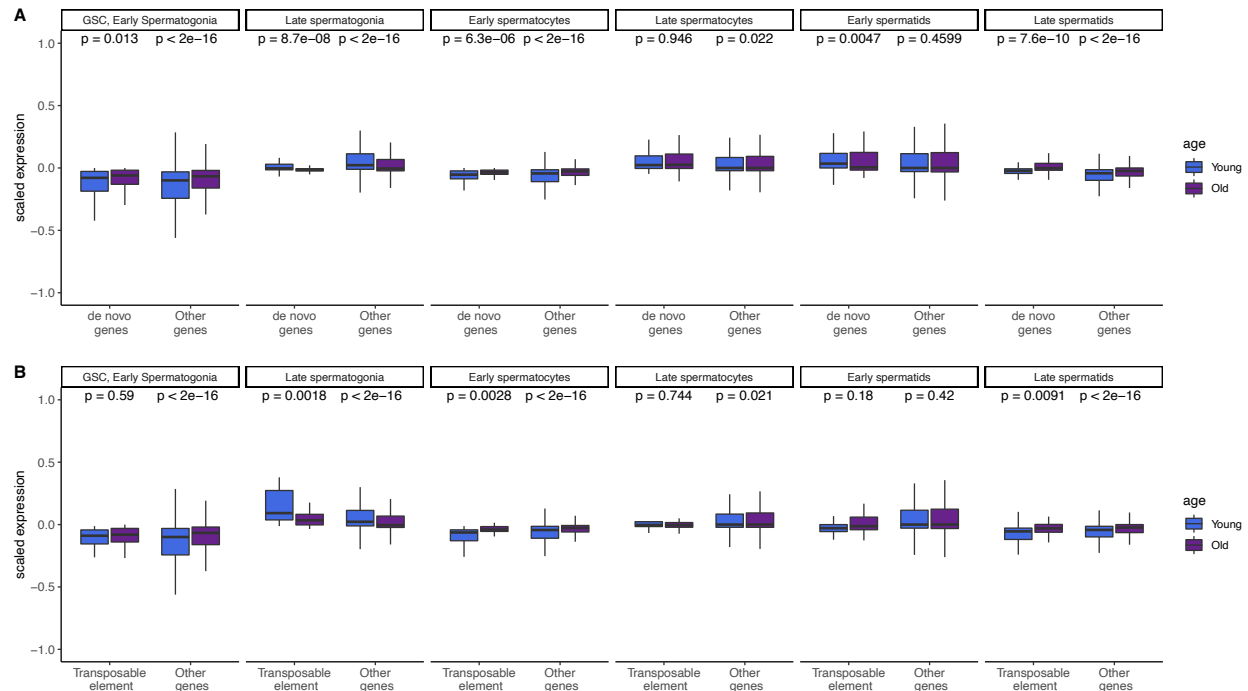 A
GSC, Early Spermatogonia Late spermatogonia Early spermatocytes Late spermatocytes Early spermatids Late spermatids
p = 0.013 p < 2e−16 p = 8.7e−08 p < 2e−16 p = 6.3e−06 p < 2e−16 p = 0.946 p = 0.022 p = 0.0047 p = 0.4599 p = 7.6e−10 p < 2e−16
1.0
0.5
0.0
−0.5
−1.0
scaled expression
age
Young
Old
de novo Other de novo Other de novo Other de novo Other de novo Other de novo Other
genes genes genes genes genes genes genes genes genes genes genes genes
B
GSC, Early Spermatogonia Late spermatogonia Early spermatocytes Late spermatocytes Early spermatids Late spermatids
p = 0.59 p < 2e−16 p = 0.0018 p < 2e−16 p = 0.0028 p < 2e−16 p = 0.744 p = 0.021 p = 0.18 p = 0.42 p = 0.0091 p < 2e−16
1.0
0.5
0.0
−0.5
−1.0
scaled expression
age
Young
Old
Transposable Other Transposable Other Transposable Other Transposable Other Transposable Other Transposable Other
element genes element genes element genes element genes element genes element genes